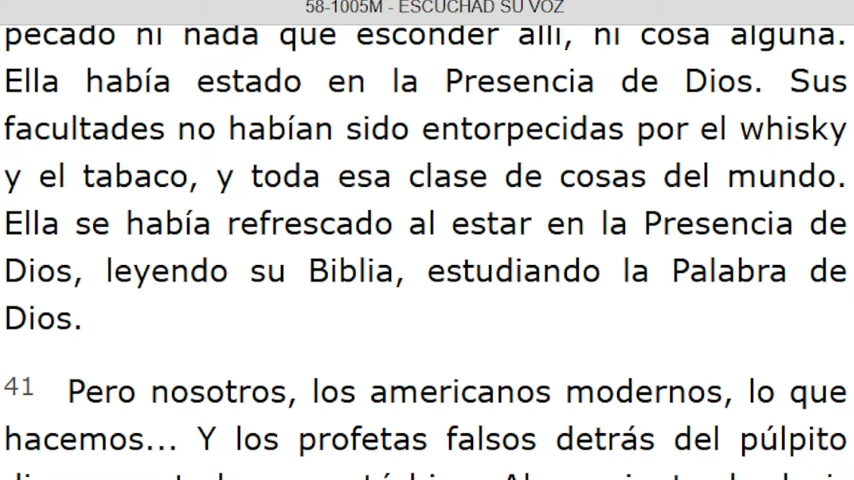 58-1005M - ESCUCHAD SU VOZ
pecado ni nada que esconder allí, ni cosa alguna.
Ella había estado en la Presencia de Dios. Sus
facultades no habían sido entorpecidas por el whisky
y el tabaco, y toda esa clase de cosas del mundo.
Ella se había refrescado al estar en la Presencia de
Dios, leyendo su Biblia, estudiando la Palabra de
Dios.
41 Pero nosotros, los americanos modernos, lo que
hacemos... Y los profetas falsos detrás del púlpito